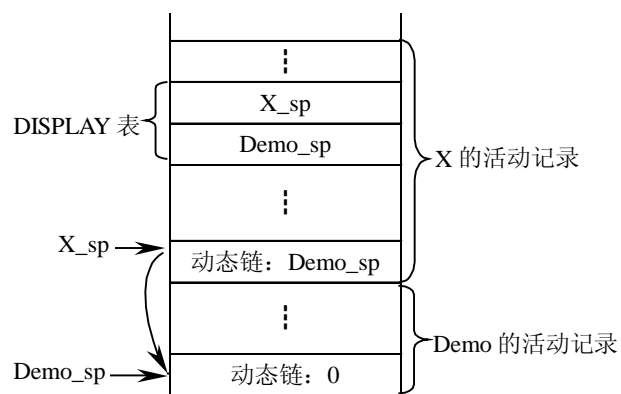 X_sp
DISPLAY 表
Demo_sp
X 的活动记录
X_sp
动态链：Demo_sp
Demo 的活动记录
Demo_sp
动态链：0